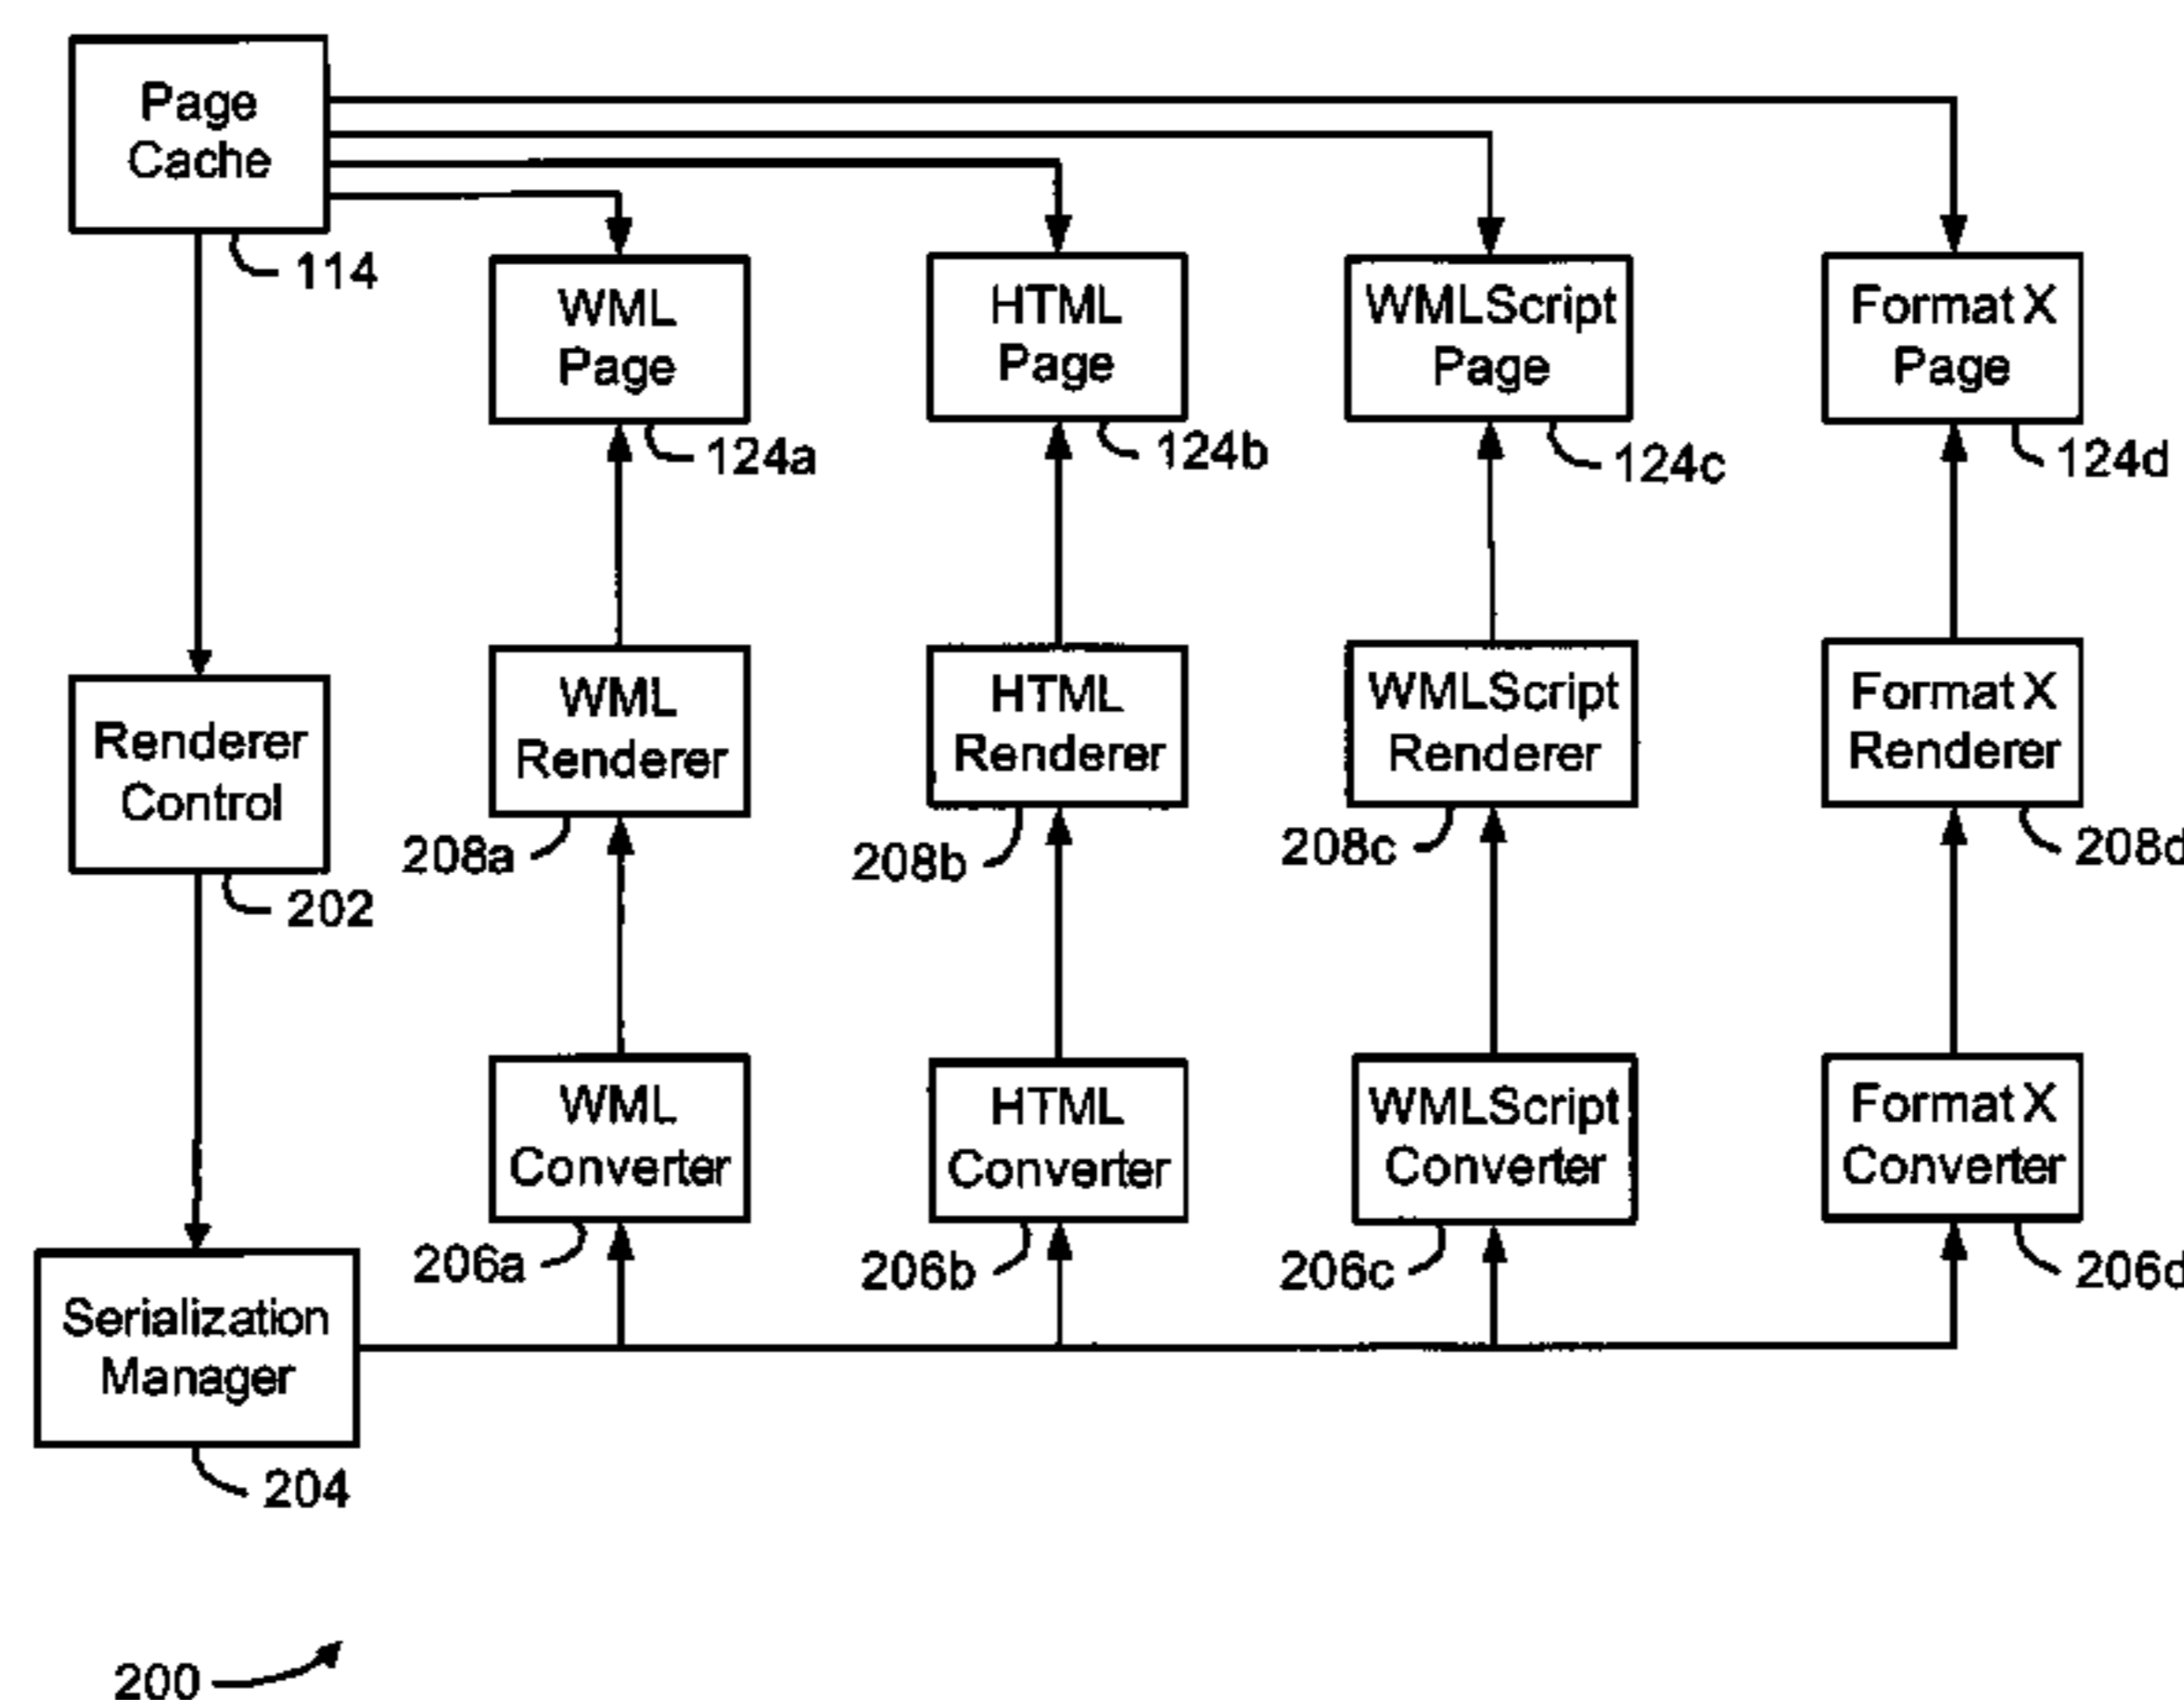 Page
Cache
114
WML
Page
124a
HTML
Page
124b
WMLScript
Page
124c
Format X
Page
124d
Renderer
Control
202
WML
Renderer
208a
HTML
Renderer
208b
WMLScript
Renderer
208c
Format X
Renderer
208d
WML
Converter
206a
HTML
Converter
206b
WMLScript
Converter
206c
Format X
Converter
206d
Serialization
Manager
204
200